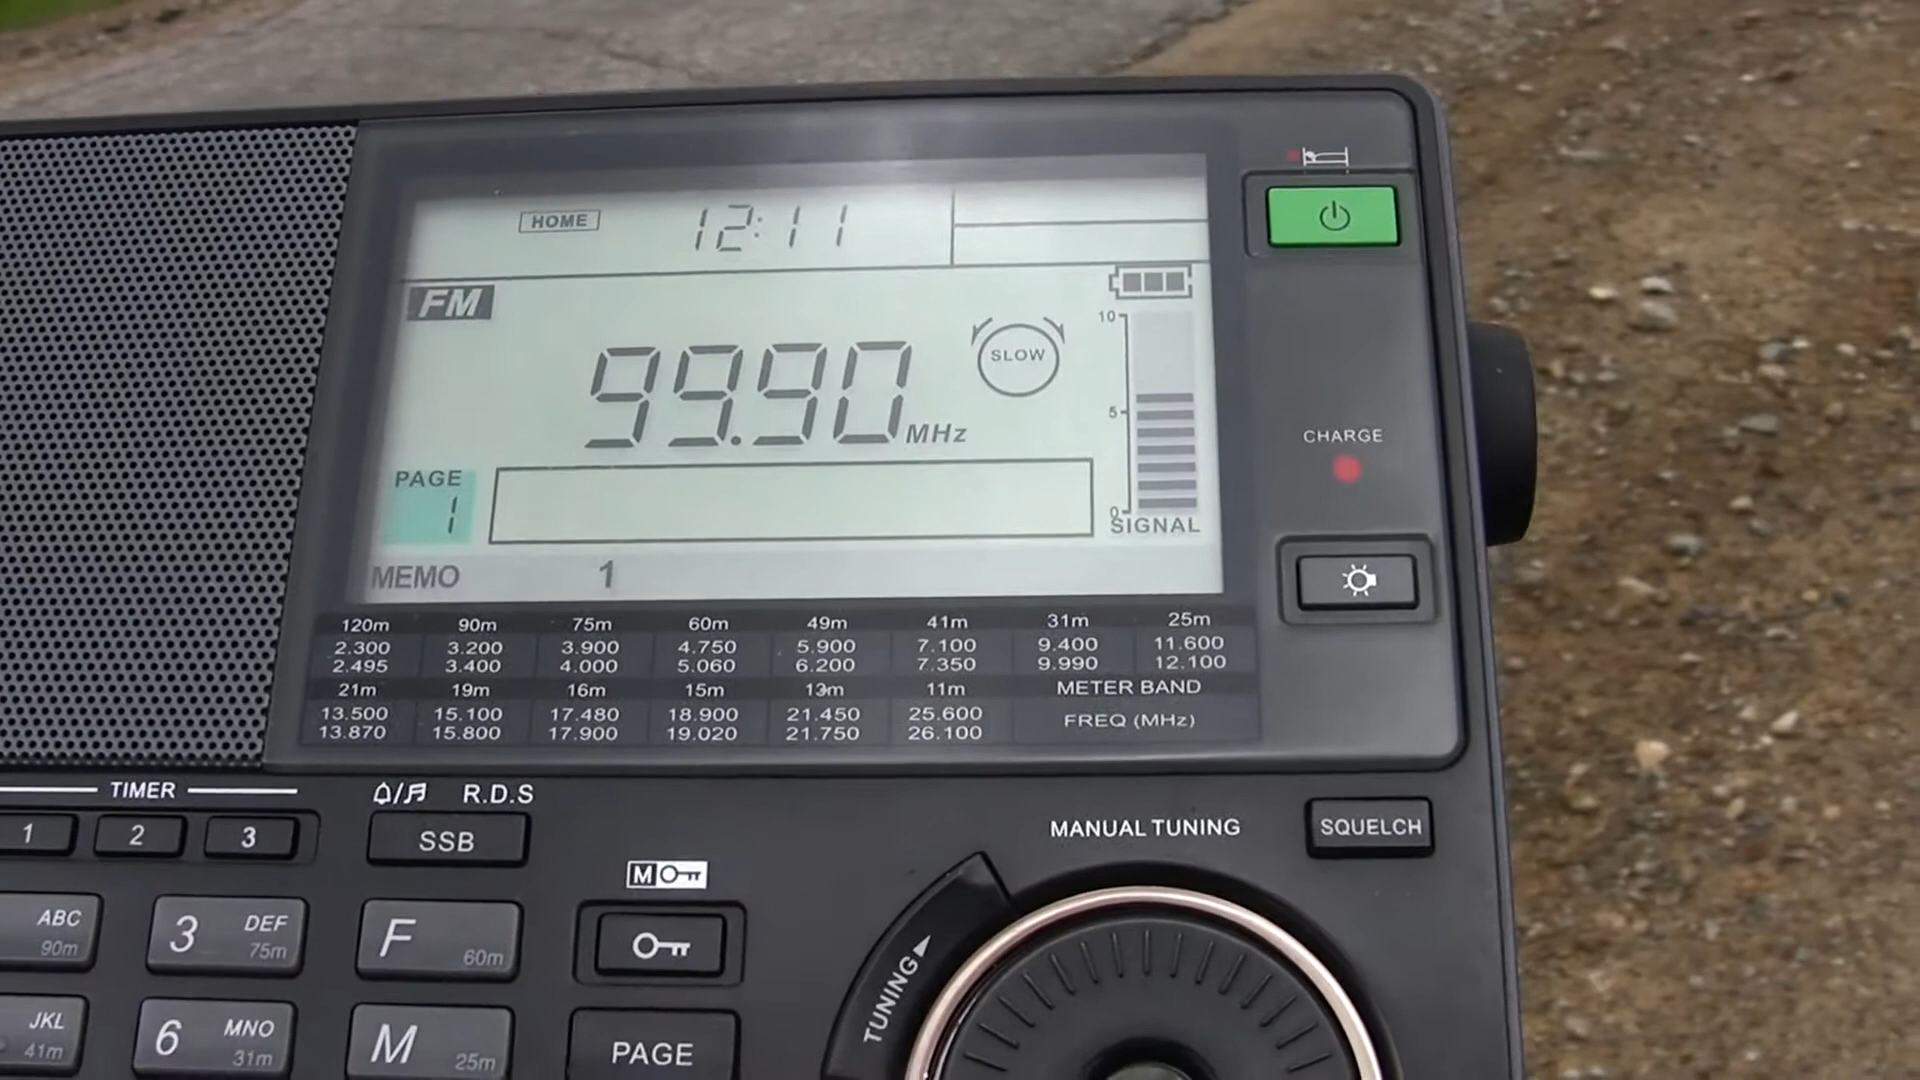 HOME 12:11
FM
99.90 MHz
SLOW
10
5
0
SIGNAL
PAGE
1
MEMO 1
CHARGE
120m 90m 75m 60m 49m 41m 31m 25m
2.300 3.200 3.900 4.750 5.900 7.100 9.400 11.600
2.495 3.400 4.000 5.060 6.200 7.350 9.990 12.100
21m 19m 16m 15m 13m 11m METER BAND
13.500 15.100 17.480 18.900 21.450 25.600 FREQ (MHz)
13.870 15.800 17.900 19.020 21.750 26.100
TIMER R.D.S
1 2 3 SSB
MANUAL TUNING SQUELCH
M
ABC 3 DEF F
90m 75m 60m
TUNING
JKL 6 MNO M PAGE
41m 31m 25m